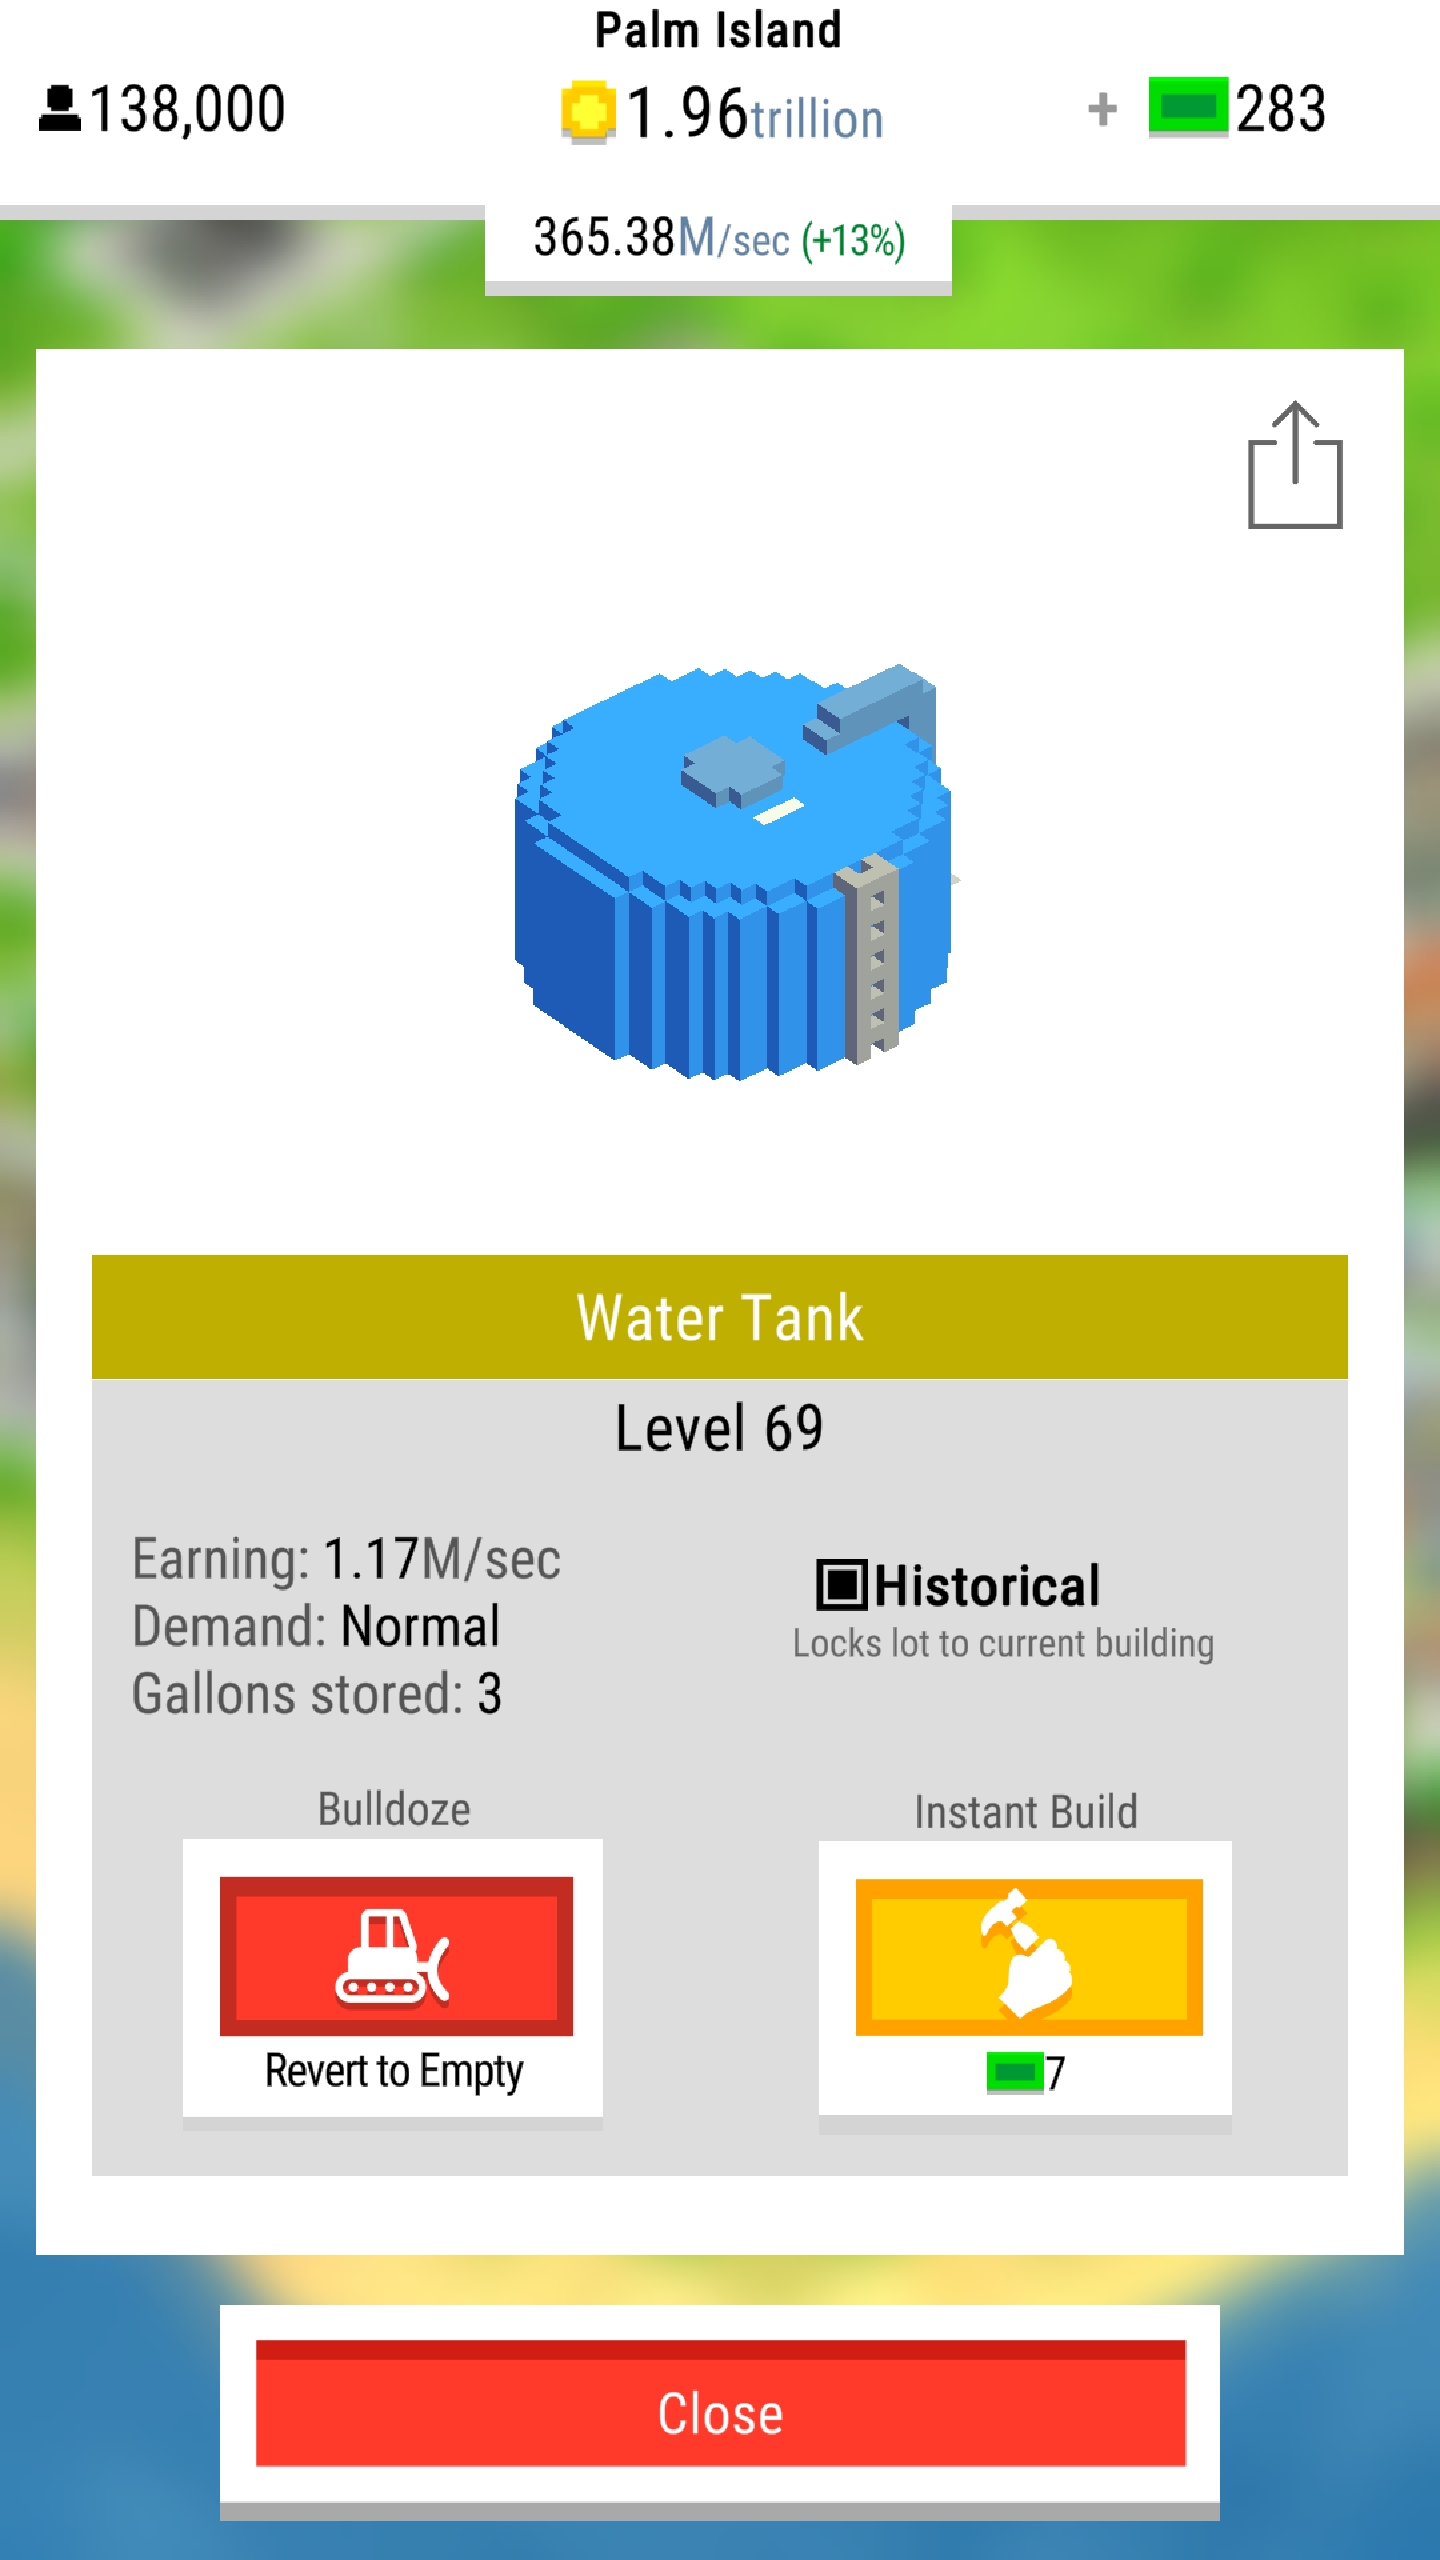 Palm Island
138,000
1.96trillion
+ 283
365.38M/sec (+13%)
Water Tank
Level 69
Earning: 1.17M/sec
Demand: Normal
Gallons stored: 3
Historical
Locks lot to current building
Bulldoze
Revert to Empty
Instant Build
7
Close